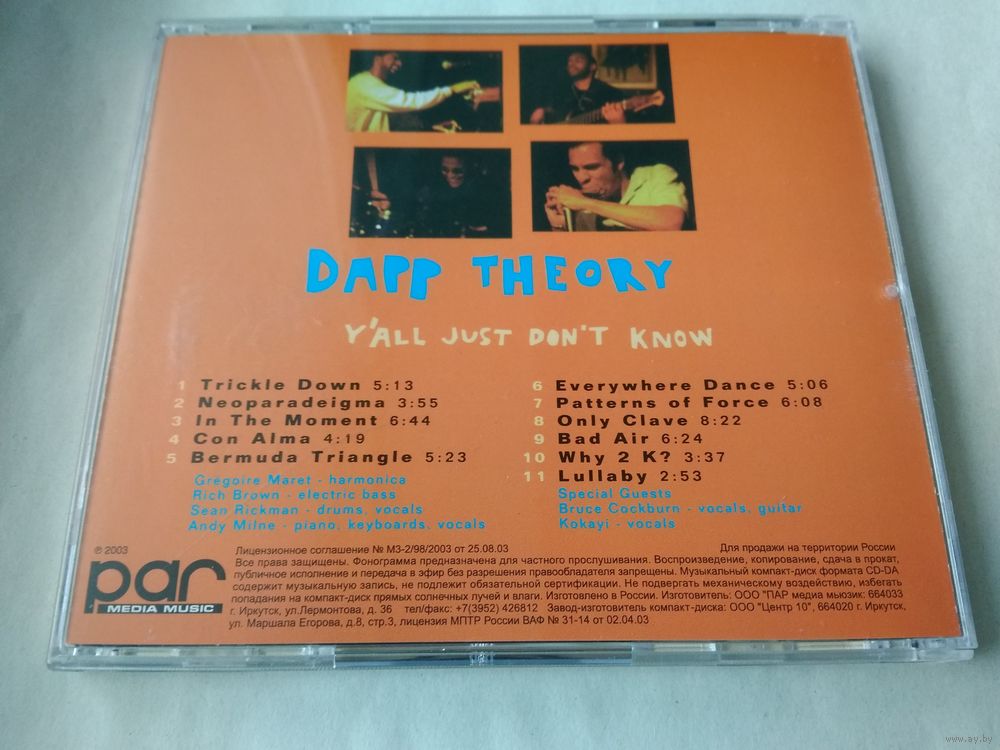 DAPP THEORY
Y'ALL JUST DON'T KNOW
1 Trickle Down 5:13
2 Neoparadeigma 3:55
3 In The Moment 6:44
4 Con Alma 4:19
5 Bermuda Triangle 5:23
Grégoire Maret - harmonica
Rich Brown - electric bass
Sean Rickman - drums, vocals
Andy Milne - piano, keyboards, vocals
6 Everywhere Dance 5:06
7 Patterns of Force 6:08
8 Only Clave 8:22
9 Bad Air 6:24
10 Why 2 K? 3:37
11 Lullaby 2:53
Special Guests
Bruce Cockburn - vocals, guitar
Kokayi - vocals
℗ 2003
par
MEDIA MUSIC
Лицензионное соглашение № МЗ-2/98/2003 от 25.08.03 Для продажи на территории России
Все права защищены. Фонограмма предназначена для частного прослушивания. Воспроизведение, копирование, сдача в прокат,
публичное исполнение и передача в эфир без разрешения правообладателя запрещены. Музыкальный компакт-диск формата CD-DA
содержит музыкальную запись, не подлежит обязательной сертификации. Не подвергать механическому воздействию, избегать
попадания на компакт-диск прямых солнечных лучей и влаги. Изготовлено в России. Изготовитель: ООО "ПАР медиа мьюзик: 664033
г. Иркутск, ул.Лермонтова, д. 36 тел/факс: +7(3952) 426812 Завод-изготовитель компакт-диска: ООО "Центр 10", 664020 г. Иркутск,
ул. Маршала Егорова, д.8, стр.3, лицензия МПТР России ВАФ № 31-14 от 02.04.03
www.ay.by